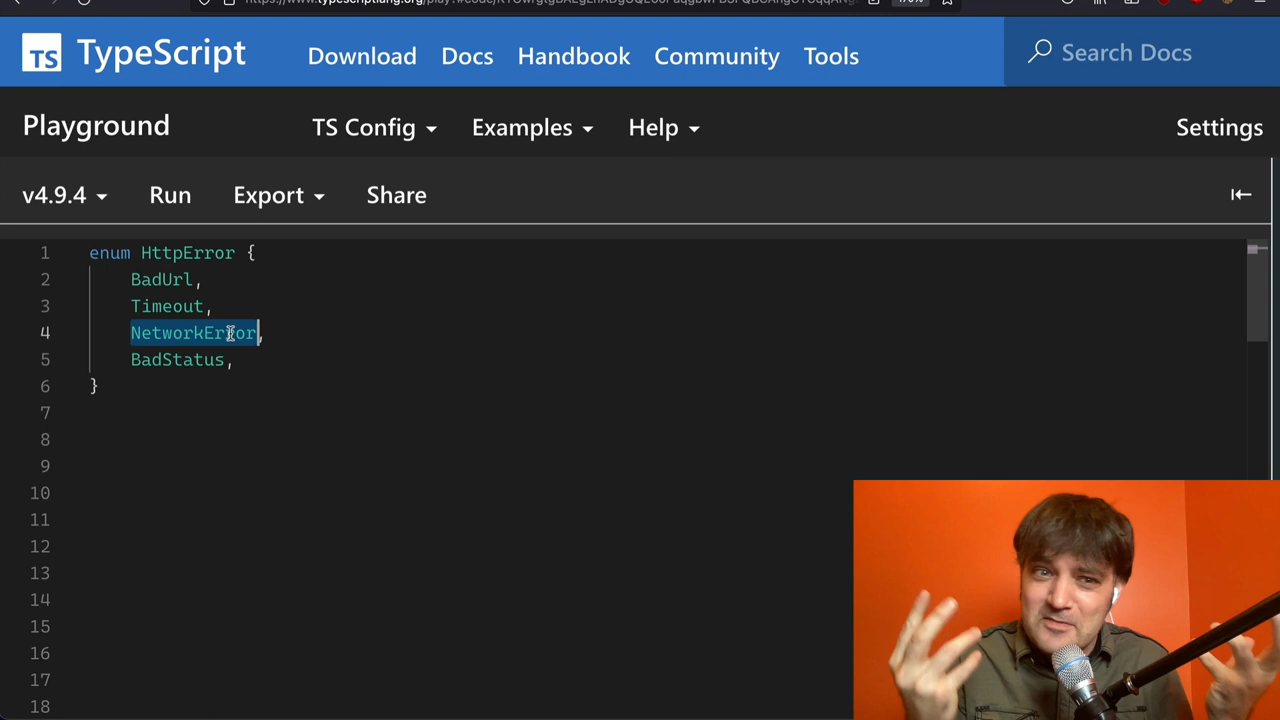 TS TypeScript Download Docs Handbook Community Tools Search Docs
Playground TS Config Examples Help Settings
v4.9.4 Run Export Share
1 enum HttpError {
2 BadUrl,
3 Timeout,
4 NetworkError,
5 BadStatus,
6 }
7
8
9
10
11
12
13
14
15
16
17
18